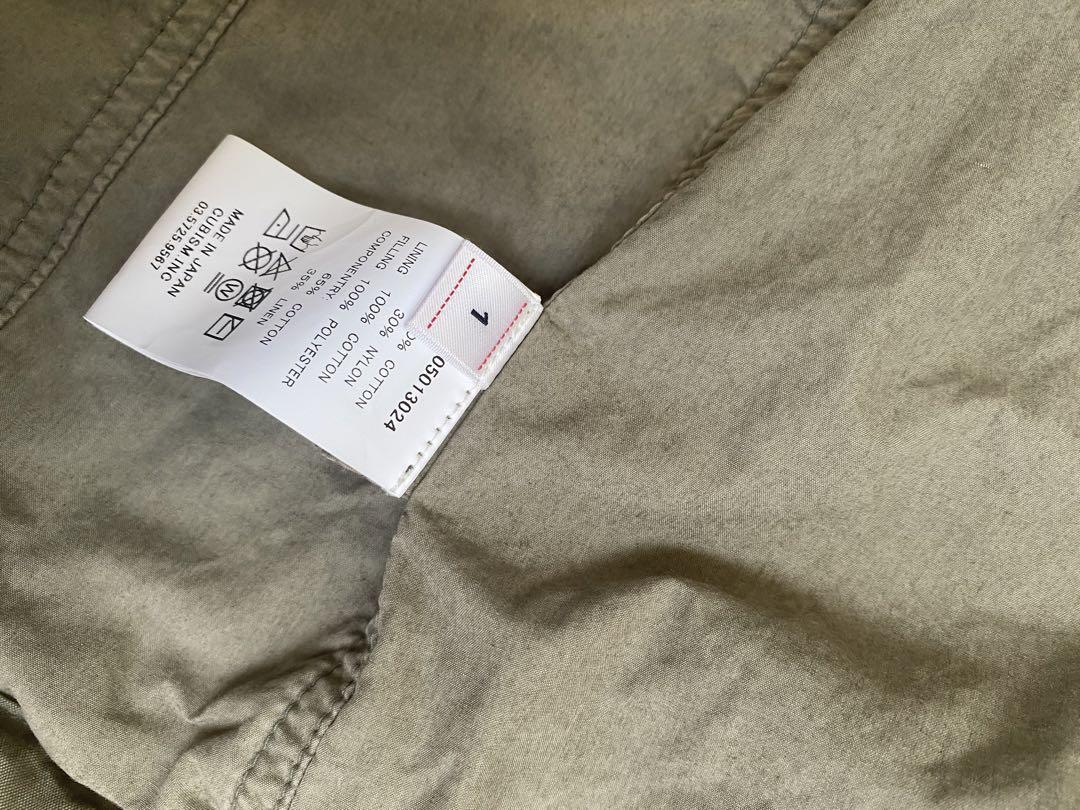 1
05013024
COTTON
30% NYLON
LINING 100% COTTON
FILLING 100% POLYESTER
COMPONENTRY:
65% COTTON
35% LINEN
W
MADE IN JAPAN
CUBISM.INC
03.5725.9567